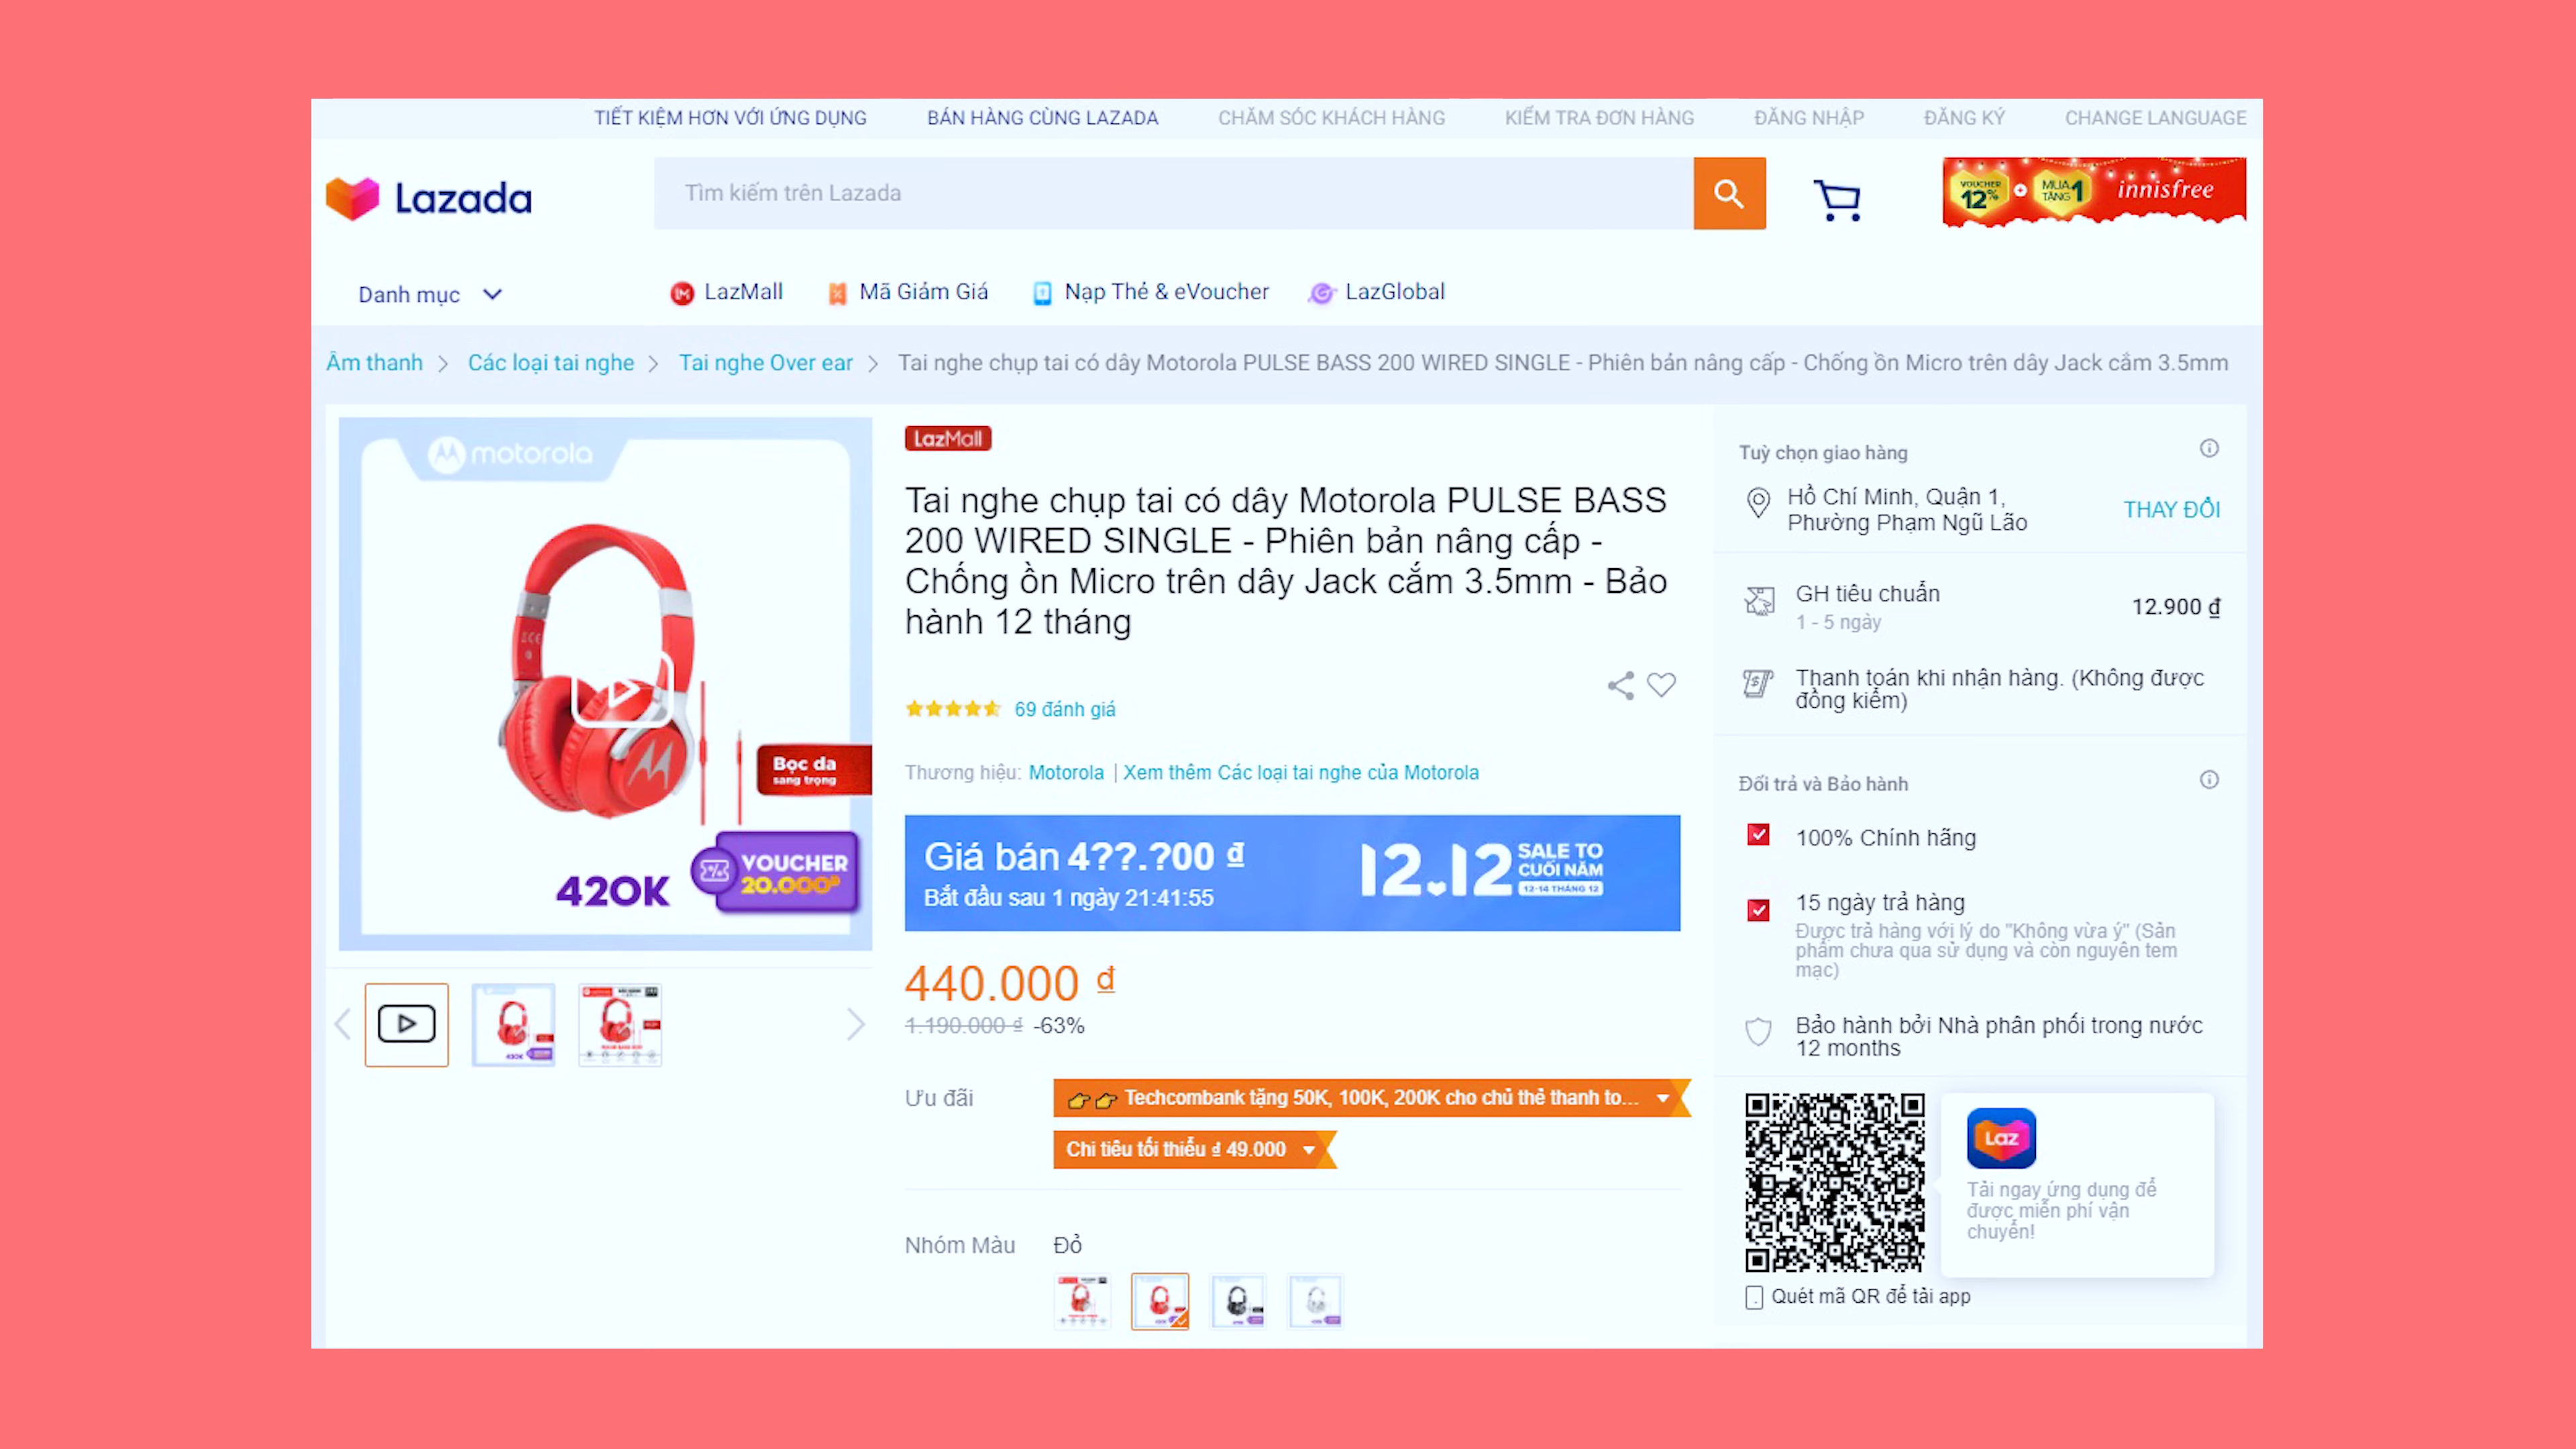 TIẾT KIỆM HƠN VỚI ỨNG DỤNG BÁN HÀNG CÙNG LAZADA CHĂM SÓC KHÁCH HÀNG KIỂM TRA ĐƠN HÀNG ĐĂNG NHẬP ĐĂNG KÝ CHANGE LANGUAGE
Lazada
Tìm kiếm trên Lazada
VOUCHER 12% + MUA 1 TẶNG innisfree
Danh mục
LazMall Mã Giảm Giá Nạp Thẻ & eVoucher LazGlobal
Âm thanh > Các loại tai nghe > Tai nghe Over ear > Tai nghe chụp tai có dây Motorola PULSE BASS 200 WIRED SINGLE - Phiên bản nâng cấp - Chống ồn Micro trên dây Jack cắm 3.5mm
motorola
Bọc da
sang trọng
420K
VOUCHER
20.000Đ
LazMall
Tai nghe chụp tai có dây Motorola PULSE BASS
200 WIRED SINGLE - Phiên bản nâng cấp -
Chống ồn Micro trên dây Jack cắm 3.5mm - Bảo
hành 12 tháng
69 đánh giá
Thương hiệu: Motorola | Xem thêm Các loại tai nghe của Motorola
Giá bán 4??.?00 ₫
Bắt đầu sau 1 ngày 21:41:55
12.12
SALE TO
CUỐI NĂM
12-14 THÁNG 12
440.000 ₫
1.190.000 ₫ -63%
Ưu đãi
Techcombank tặng 50K, 100K, 200K cho chủ thẻ thanh to...
Chi tiêu tối thiểu ₫ 49.000
Nhóm Màu Đỏ
Tuỳ chọn giao hàng
Hồ Chí Minh, Quận 1,
Phường Phạm Ngũ Lão
THAY ĐỔI
GH tiêu chuẩn
1 - 5 ngày
12.900 ₫
Thanh toán khi nhận hàng. (Không được
đồng kiểm)
Đổi trả và Bảo hành
100% Chính hãng
15 ngày trả hàng
Được trả hàng với lý do "Không vừa ý" (Sản
phẩm chưa qua sử dụng và còn nguyên tem
mạc)
Bảo hành bởi Nhà phân phối trong nước
12 months
Laz
Tải ngay ứng dụng để
được miễn phí vận
chuyển!
Quét mã QR để tải app